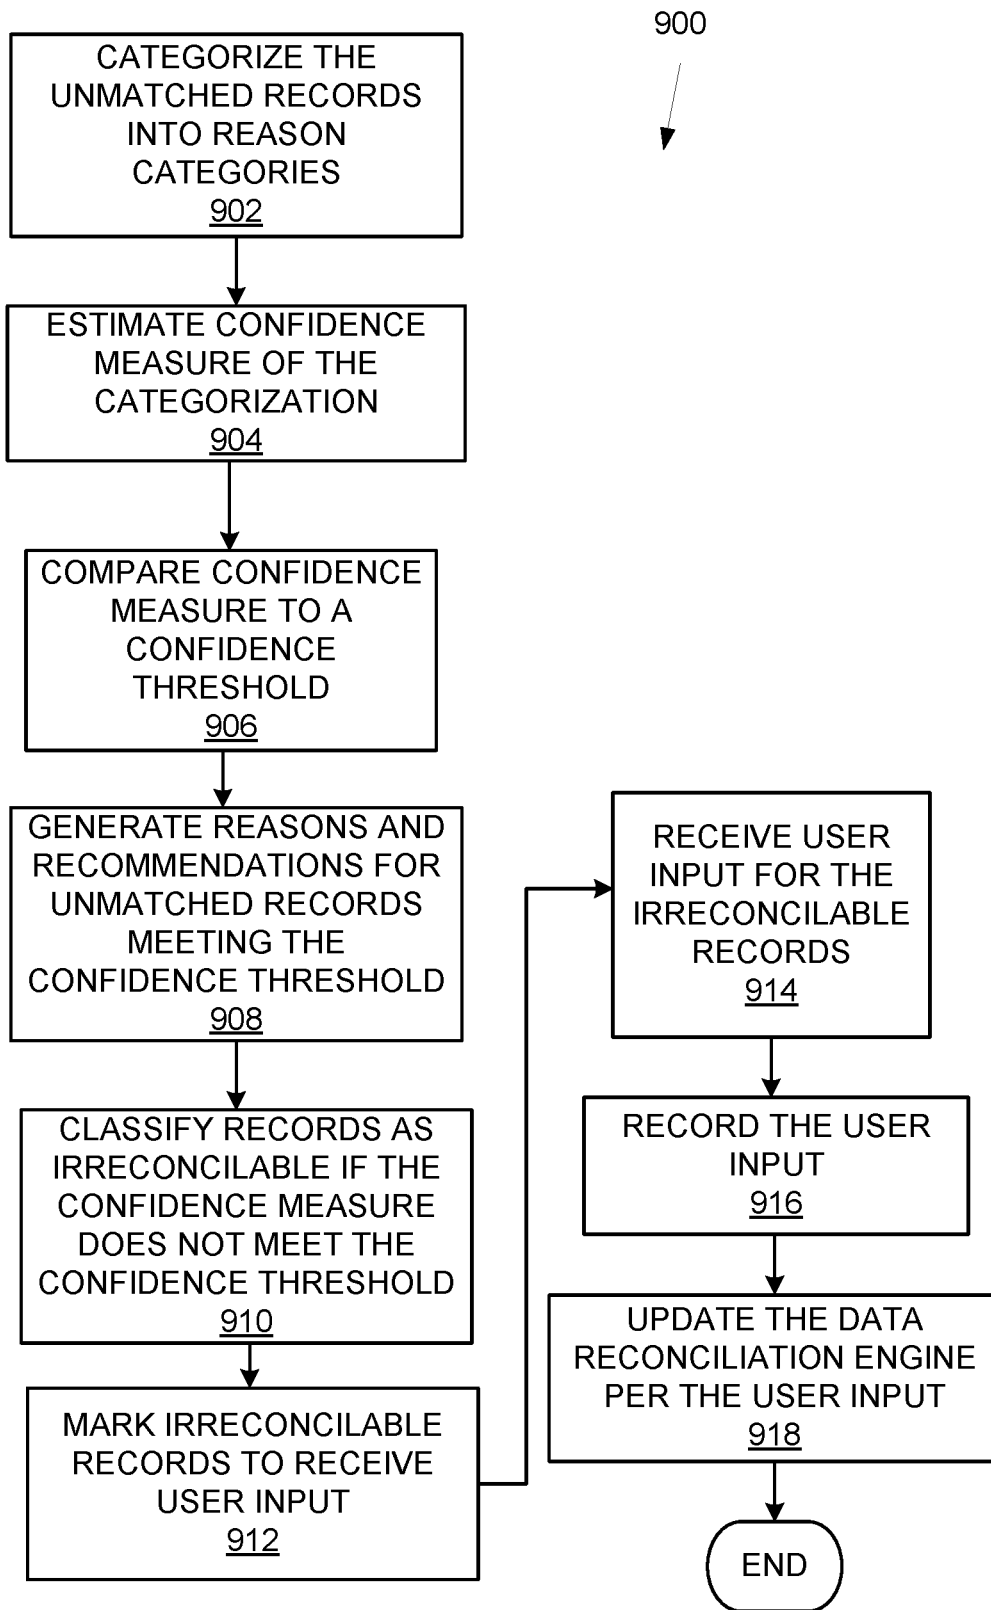 900
CATEGORIZE THE
UNMATCHED RECORDS
INTO REASON
CATEGORIES
902
ESTIMATE CONFIDENCE
MEASURE OF THE
CATEGORIZATION
904
COMPARE CONFIDENCE
MEASURE TO A
CONFIDENCE
THRESHOLD
906
GENERATE REASONS AND
RECOMMENDATIONS FOR
UNMATCHED RECORDS
MEETING THE
CONFIDENCE THRESHOLD
908
CLASSIFY RECORDS AS
IRRECONCILABLE IF THE
CONFIDENCE MEASURE
DOES NOT MEET THE
CONFIDENCE THRESHOLD
910
MARK IRRECONCILABLE
RECORDS TO RECEIVE
USER INPUT
912
RECEIVE USER
INPUT FOR THE
IRRECONCILABLE
RECORDS
914
RECORD THE USER
INPUT
916
UPDATE THE DATA
RECONCILIATION ENGINE
PER THE USER INPUT
918
END